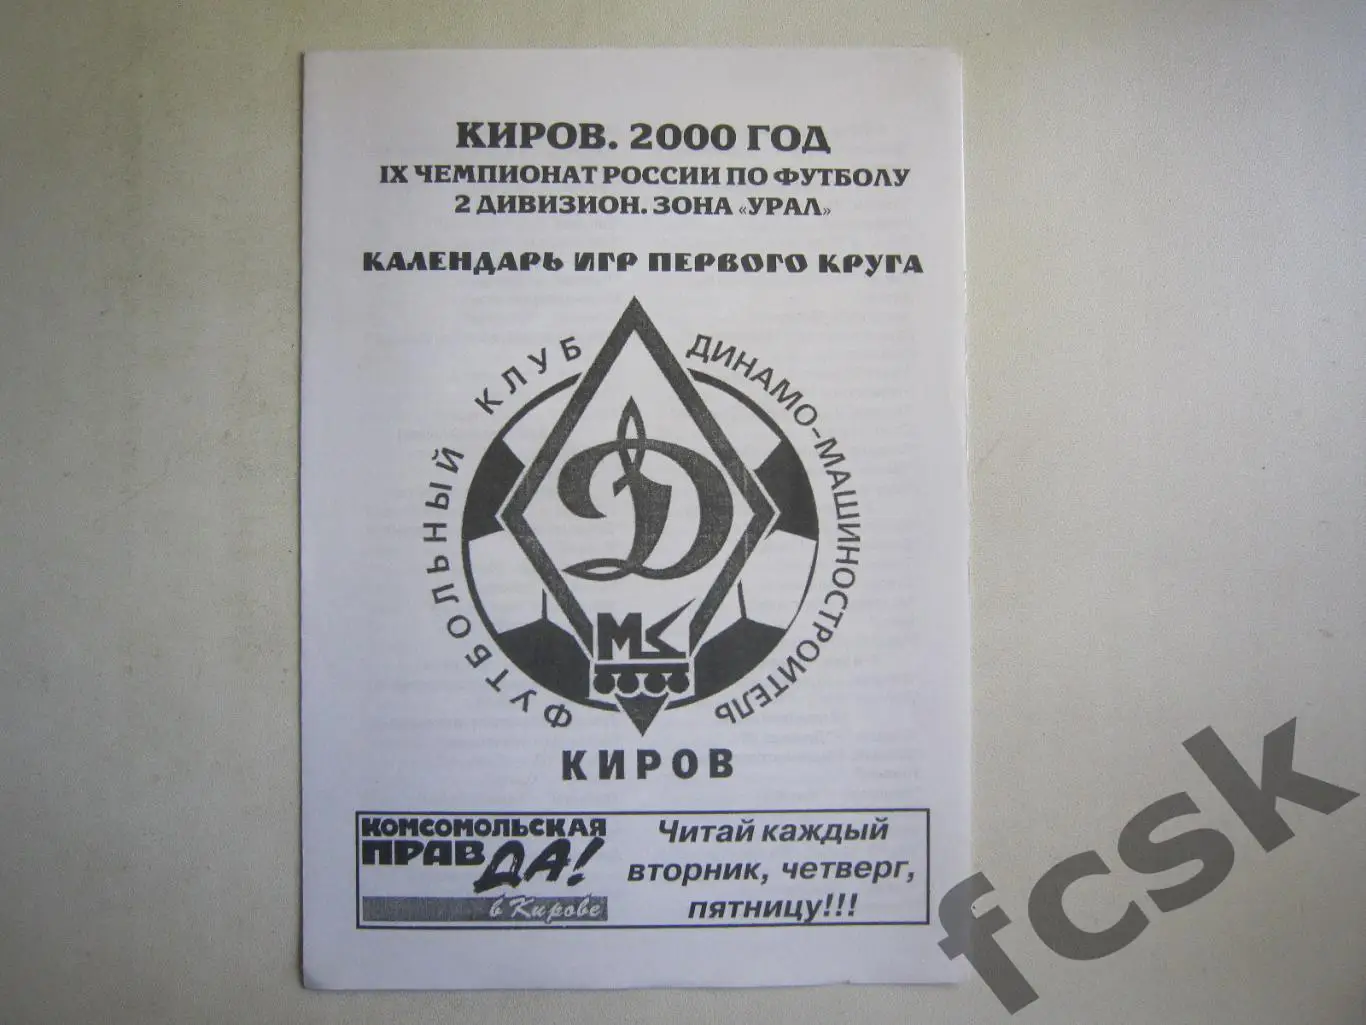 КИРОВ. 2000 ГОД
IX ЧЕМПИОНАТ РОССИИ ПО ФУТБОЛУ
2 ДИВИЗИОН. ЗОНА «УРАЛ»
КАЛЕНДАРЬ ИГР ПЕРВОГО КРУГА
ФУТБОЛЬНЫЙ КЛУБ ДИНАМО-МАШИНОСТРОИТЕЛЬ
Д
М
КИРОВ
КОМСОМОЛЬСКАЯ
ПРАВДА!
в Кирове
Читай каждый
вторник, четверг,
пятницу!!!
fcsk